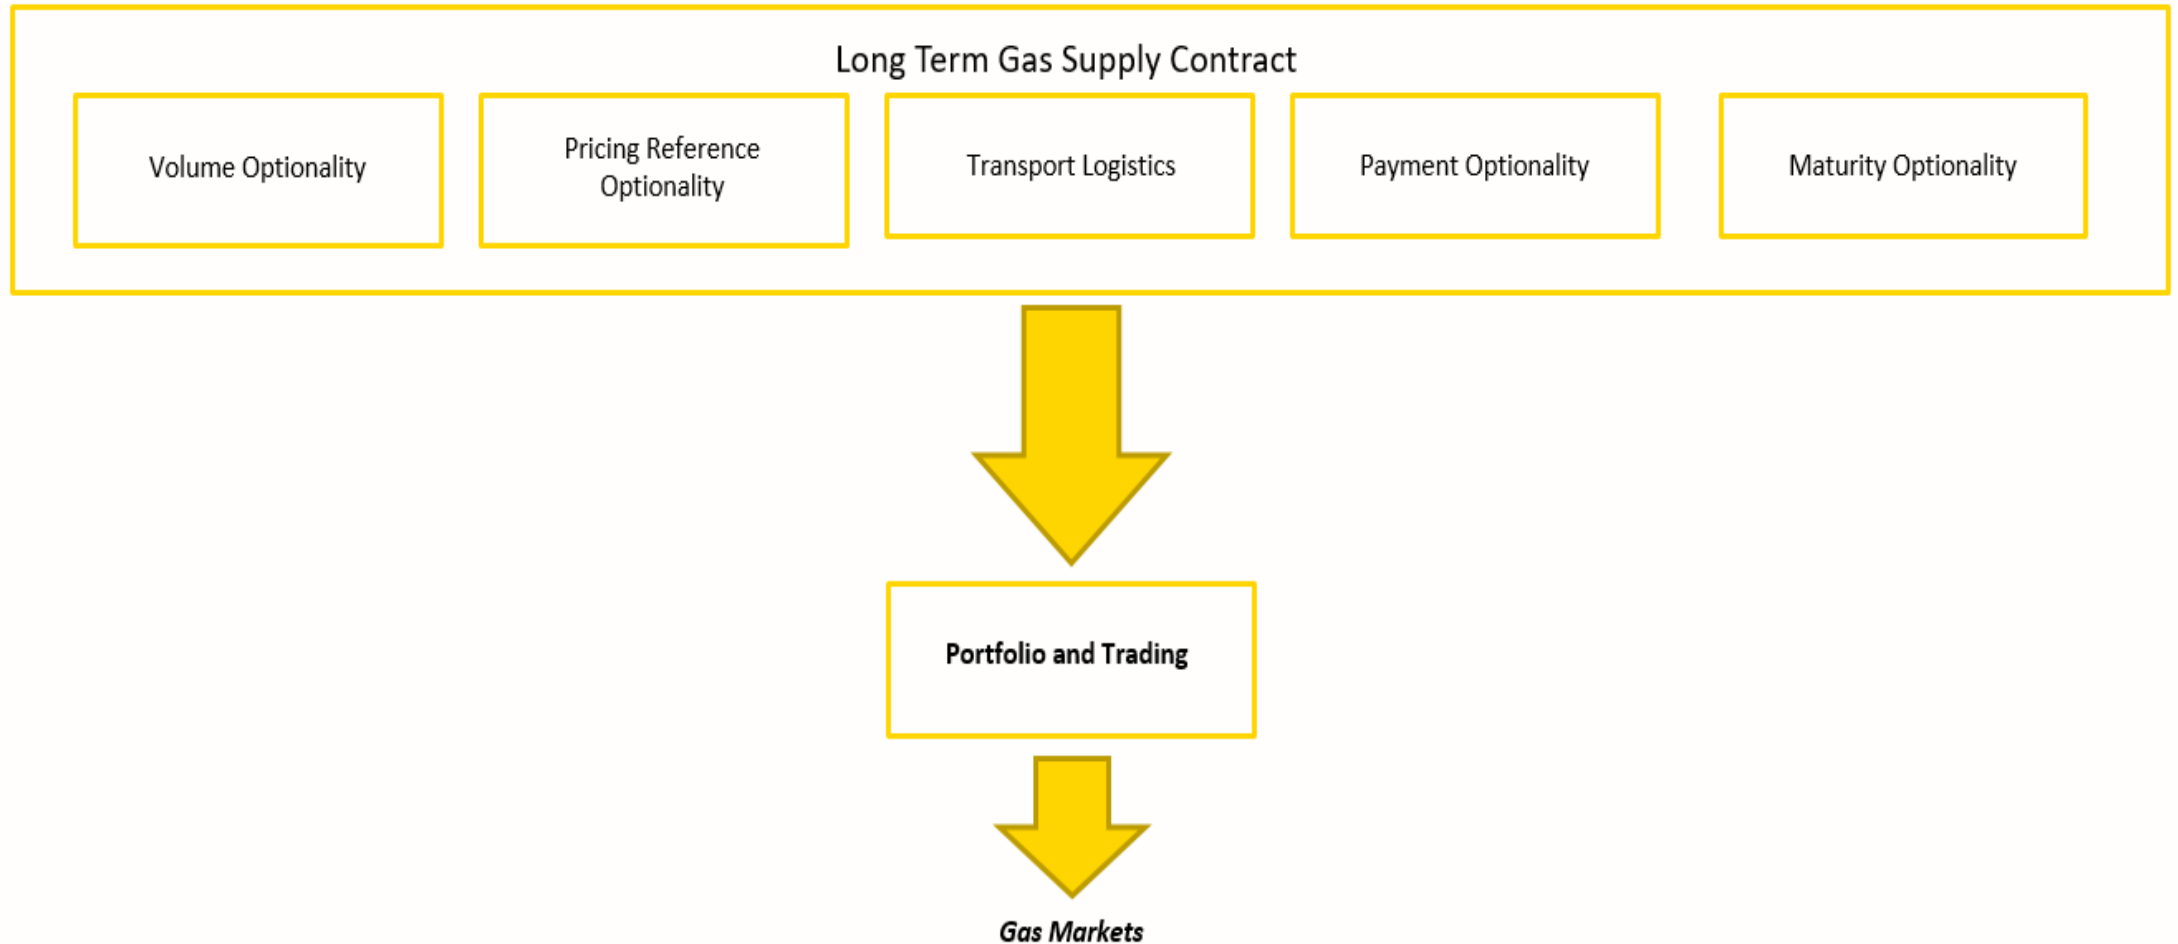 Long Term Gas Supply Contract
Volume Optionality
Pricing Reference
Optionality
Transport Logistics
Payment Optionality
Maturity Optionality
Portfolio and Trading
Gas Markets